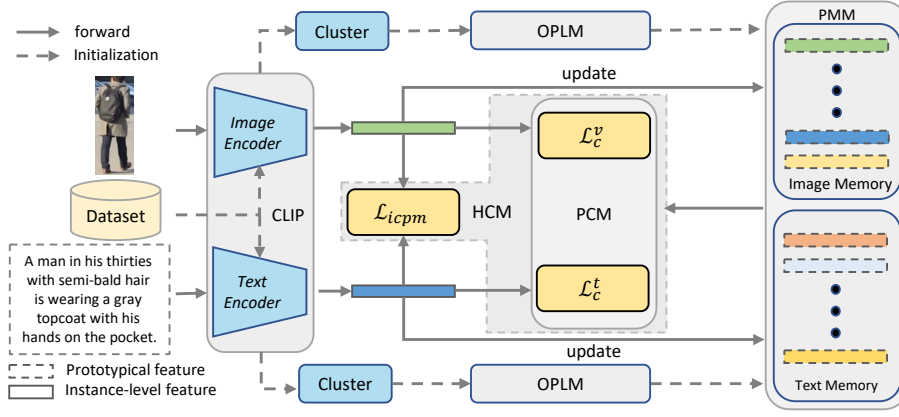 forward
Initialization
Cluster
OPLM
PMM
update
Image
Encoder
Image Memory
ℒ_c^v
Dataset
CLIP
ℒ_icpm
HCM
PCM
A man in his thirties
with semi-bald hair
is wearing a gray
topcoat with his
hands on the pocket.
Text
Encoder
ℒ_c^t
update
Prototypical feature
Instance-level feature
Cluster
OPLM
Text Memory